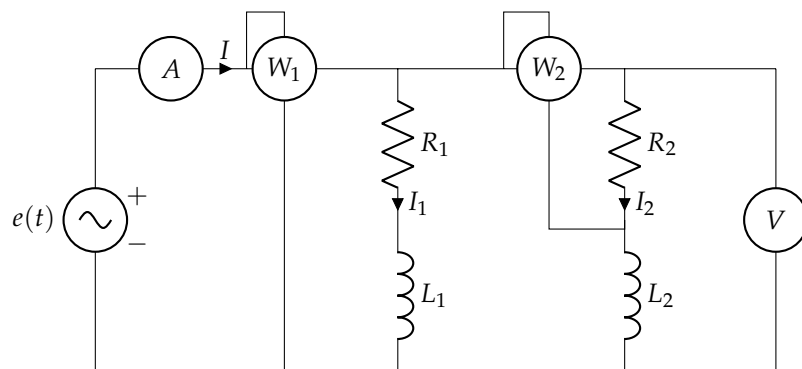 I
A
W₁
W₂
R₁
R₂
+
e(t)
−
I₁
I₂
V
L₁
L₂